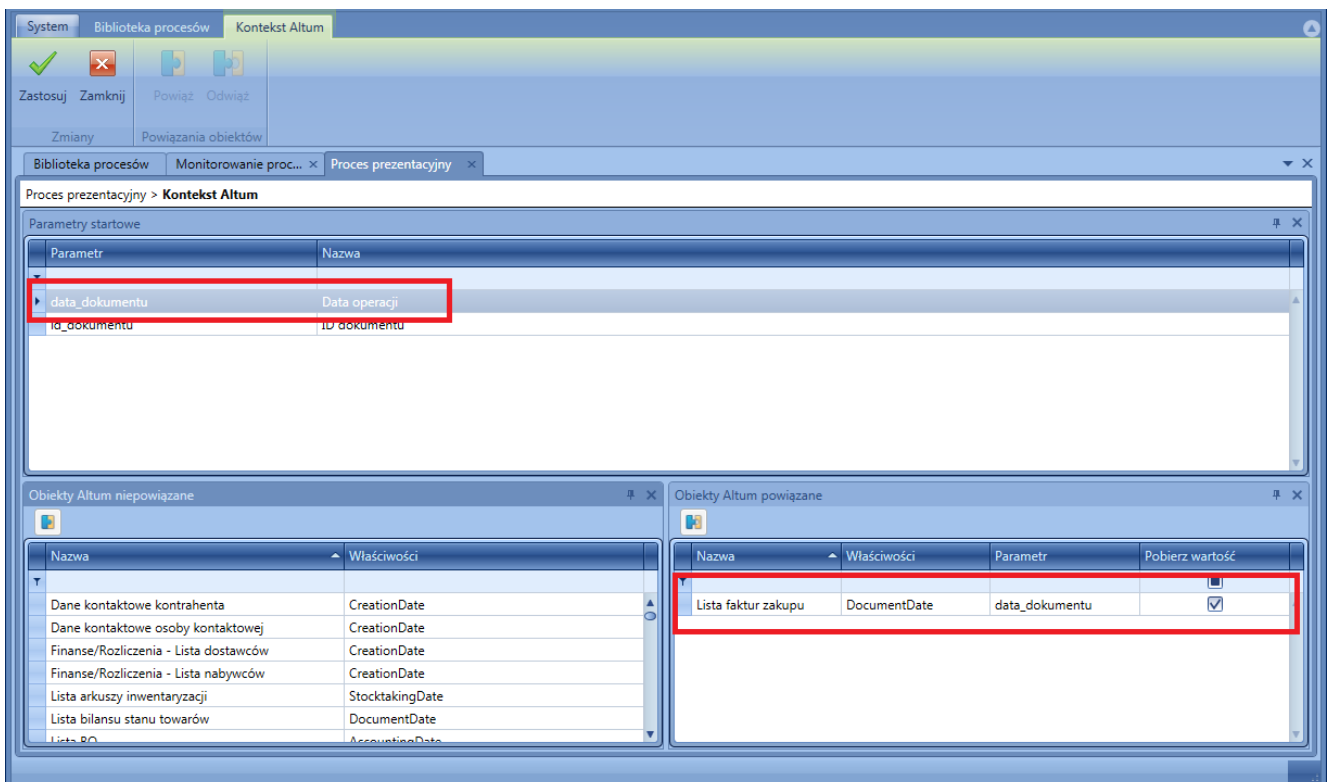 System Biblioteka procesów Kontekst Altum
Zastosuj Zamknij Powiąż Odwiąż
Zmiany Powiązania obiektów
Biblioteka procesów Monitorowanie proc... Proces prezentacyjny
Proces prezentacyjny > Kontekst Altum
Parametry startowe
Parametr Nazwa
data_dokumentu Data operacji
id_dokumentu ID dokumentu
Obiekty Altum niepowiązane
Nazwa Właściwości
Dane kontaktowe kontrahenta CreationDate
Dane kontaktowe osoby kontaktowej CreationDate
Finanse/Rozliczenia - Lista dostawców CreationDate
Finanse/Rozliczenia - Lista nabywców CreationDate
Lista arkuszy inwentaryzacji StocktakingDate
Lista bilansu stanu towarów DocumentDate
Lista BO AccountingDate
Obiekty Altum powiązane
Nazwa Właściwości Parametr Pobierz wartość
Lista faktur zakupu DocumentDate data_dokumentu